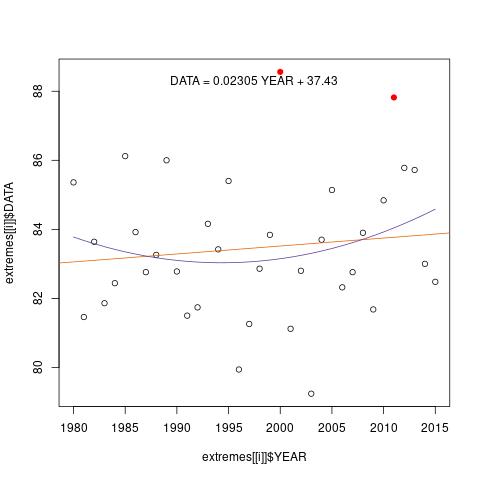 DATA = 0.02305 YEAR + 37.43
88
86
84
82
80
extremes[[i]]$DATA
1980 1985 1990 1995 2000 2005 2010 2015
extremes[[i]]$YEAR